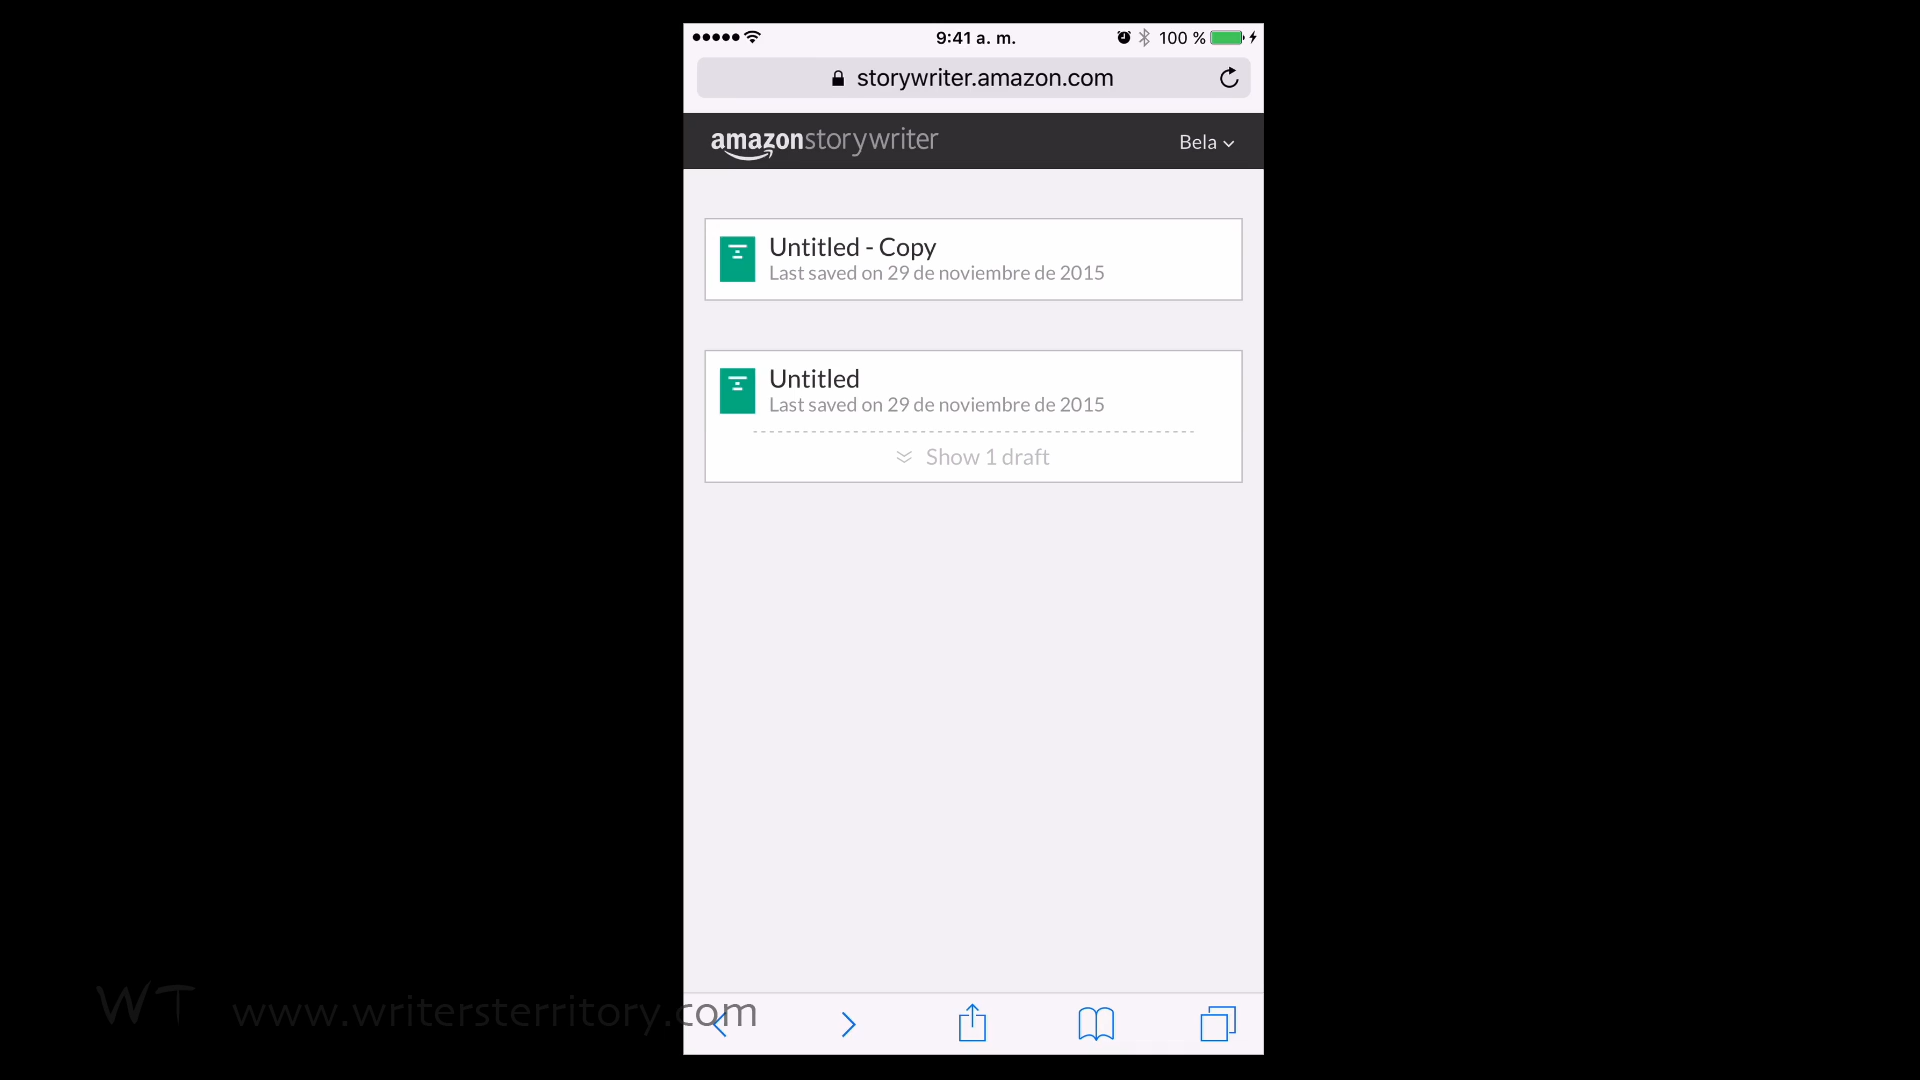 9:41 a. m.
100 %
storywriter.amazon.com
amazonstorywriter
Bela
Untitled - Copy
Last saved on 29 de noviembre de 2015
Untitled
Last saved on 29 de noviembre de 2015
Show 1 draft
WT www.writersterritory.com